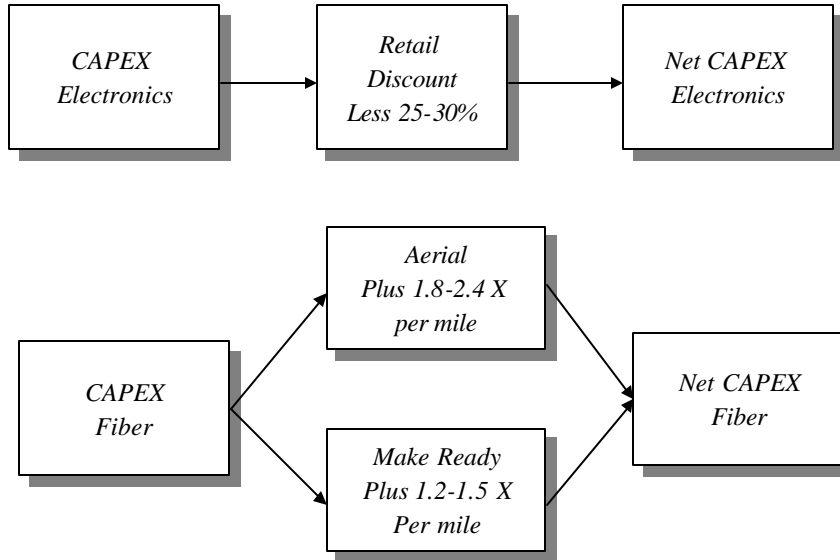 CAPEX
Electronics
Retail
Discount
Less 25-30%
Net CAPEX
Electronics
Aerial
Plus 1.8-2.4 X
per mile
CAPEX
Fiber
Net CAPEX
Fiber
Make Ready
Plus 1.2-1.5 X
Per mile